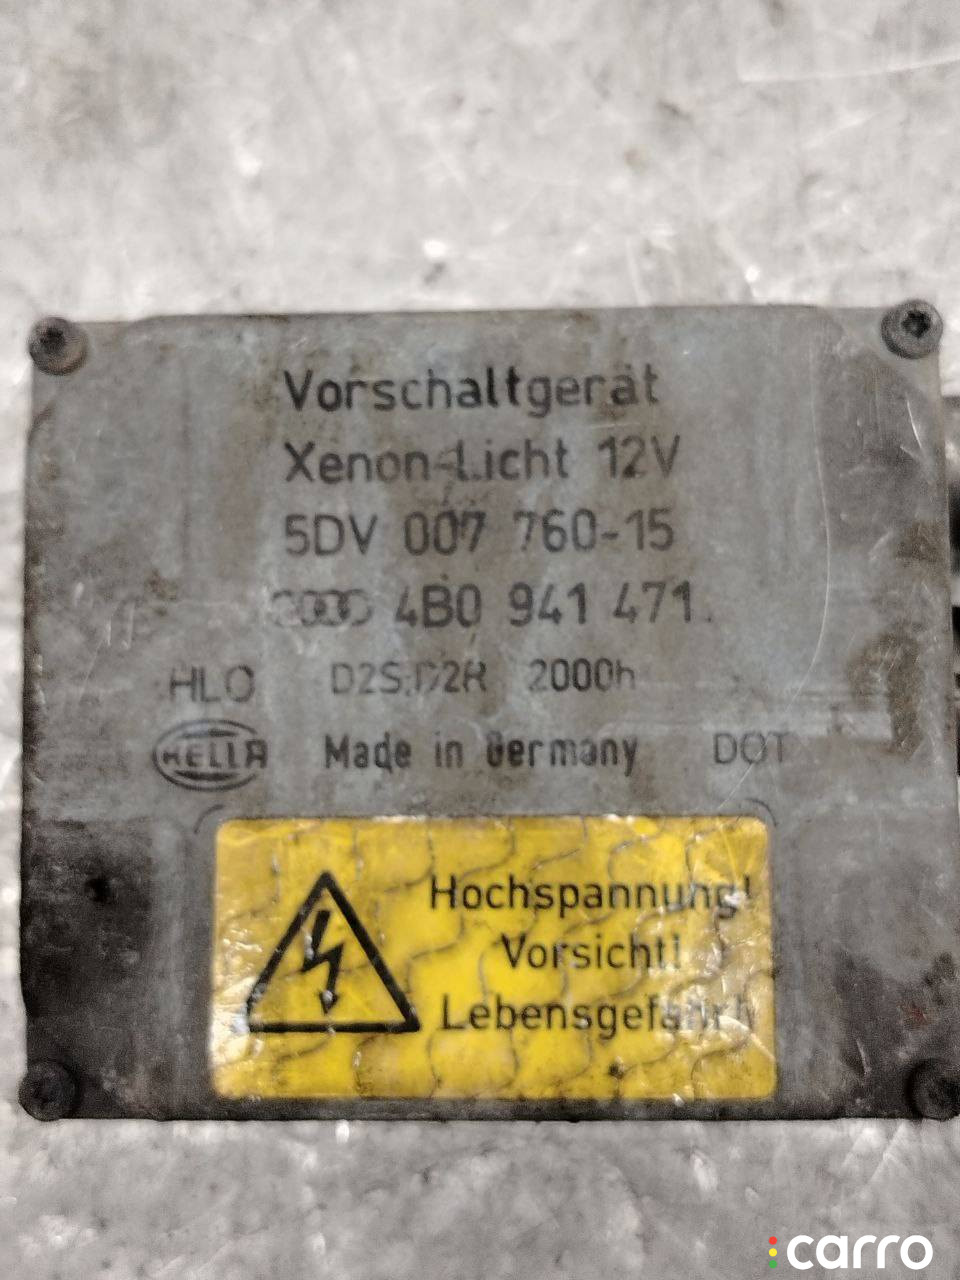 Vorschaltgerät
Xenon-Licht 12V
5DV 007 760-15
4B0 941 471
HLO D2S,D2R 2000h
HELLA Made in Germany DOT
Hochspannung!
Vorsicht!
Lebensgefahr!
carro